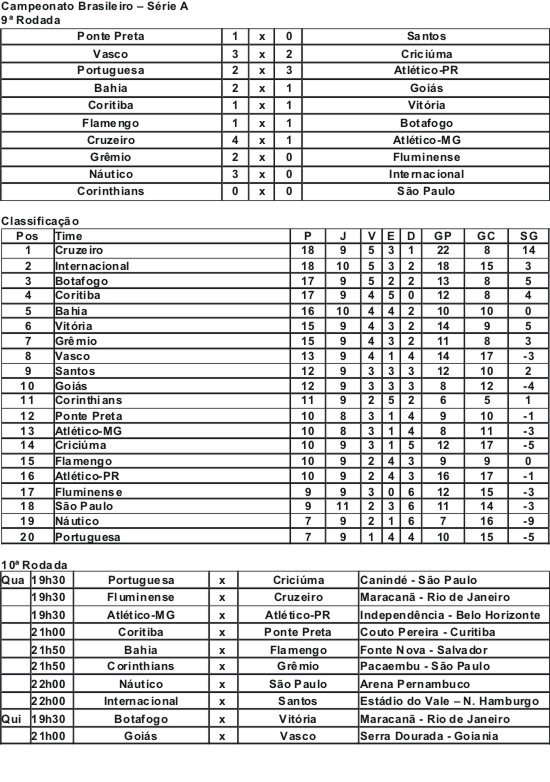 Campeonato Brasileiro – Série A
9ª Rodada
Ponte Preta 1 x 0 Santos
Vasco 3 x 2 Criciúma
Portuguesa 2 x 3 Atlético-PR
Bahia 2 x 1 Goiás
Coritiba 1 x 1 Vitória
Flamengo 1 x 1 Botafogo
Cruzeiro 4 x 1 Atlético-MG
Grêmio 2 x 0 Fluminense
Náutico 3 x 0 Internacional
Corinthians 0 x 0 São Paulo
Classificação
Pos Time P J V E D GP GC SG
1 Cruzeiro 18 9 5 3 1 22 8 14
2 Internacional 18 10 5 3 2 18 15 3
3 Botafogo 17 9 5 2 2 13 8 5
4 Coritiba 17 9 4 5 0 12 8 4
5 Bahia 16 10 4 4 2 10 10 0
6 Vitória 15 9 4 3 2 14 9 5
7 Grêmio 15 9 4 3 2 11 8 3
8 Vasco 13 9 4 1 4 14 17 -3
9 Santos 12 9 3 3 3 12 10 2
10 Goiás 12 9 3 3 3 8 12 -4
11 Corinthians 11 9 2 5 2 6 5 1
12 Ponte Preta 10 8 3 1 4 9 10 -1
13 Atlético-MG 10 8 3 1 4 8 11 -3
14 Criciúma 10 9 3 1 5 12 17 -5
15 Flamengo 10 9 2 4 3 9 9 0
16 Atlético-PR 10 9 2 4 3 16 17 -1
17 Fluminense 9 9 3 0 6 12 15 -3
18 São Paulo 9 11 2 3 6 11 14 -3
19 Náutico 7 9 2 1 6 7 16 -9
20 Portuguesa 7 9 1 4 4 10 15 -5
10ª Rodada
Qua 19h30 Portuguesa x Criciúma Canindé - São Paulo
19h30 Fluminense x Cruzeiro Maracanã - Rio de Janeiro
19h30 Atlético-MG x Atlético-PR Independência - Belo Horizonte
21h00 Coritiba x Ponte Preta Couto Pereira - Curitiba
21h50 Bahia x Flamengo Fonte Nova - Salvador
21h50 Corinthians x Grêmio Pacaembu - São Paulo
22h00 Náutico x São Paulo Arena Pernambuco
22h00 Internacional x Santos Estádio do Vale – N. Hamburgo
Qui 19h30 Botafogo x Vitória Maracanã - Rio de Janeiro
21h00 Goiás x Vasco Serra Dourada - Goiania